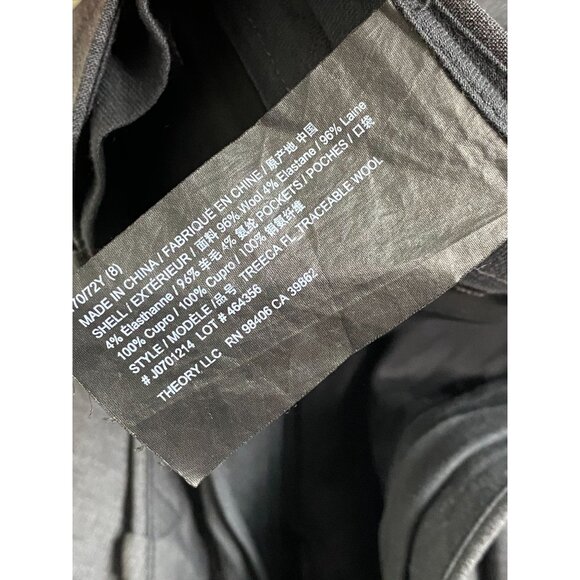 70/72Y (8)
MADE IN CHINA / FABRIQUÉ EN CHINE / 原产地 中国
SHELL / EXTÉRIEUR / 面料 96% Wool 4% Elastane / 96% Laine
4% Élasthanne / 96% 羊毛 4% 氨纶 POCKETS / POCHES / 口袋
100% Cupro / 100% Cupro / 100% 铜氨纤维
STYLE / MODÈLE / 品号: TREECA FL_TRACEABLE WOOL
# J0701214 LOT # 464356
THEORY LLC RN 98406 CA 39862